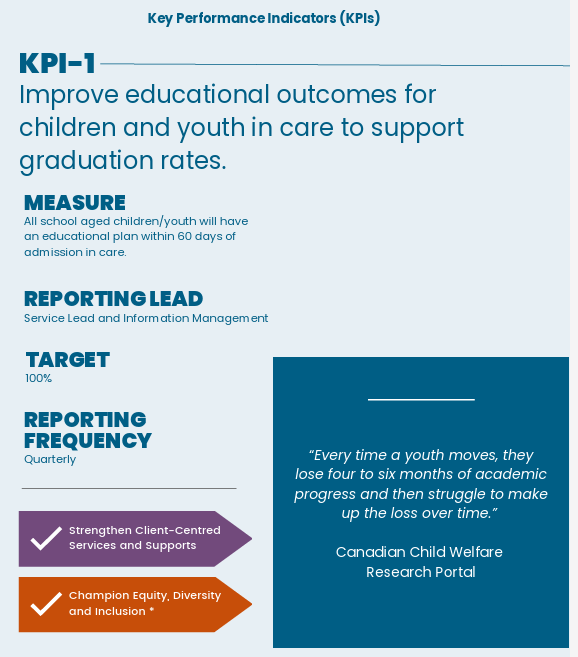 Key Performance Indicators (KPIs)
KPI-1
Improve educational outcomes for
children and youth in care to support
graduation rates.
MEASURE
All school aged children/youth will have
an educational plan within 60 days of
admission in care.
REPORTING LEAD
Service Lead and Information Management
TARGET
100%
REPORTING
FREQUENCY
Quarterly
Strengthen Client-Centred
Services and Supports
Champion Equity, Diversity
and Inclusion *
“Every time a youth moves, they
lose four to six months of academic
progress and then struggle to make
up the loss over time.”
Canadian Child Welfare
Research Portal